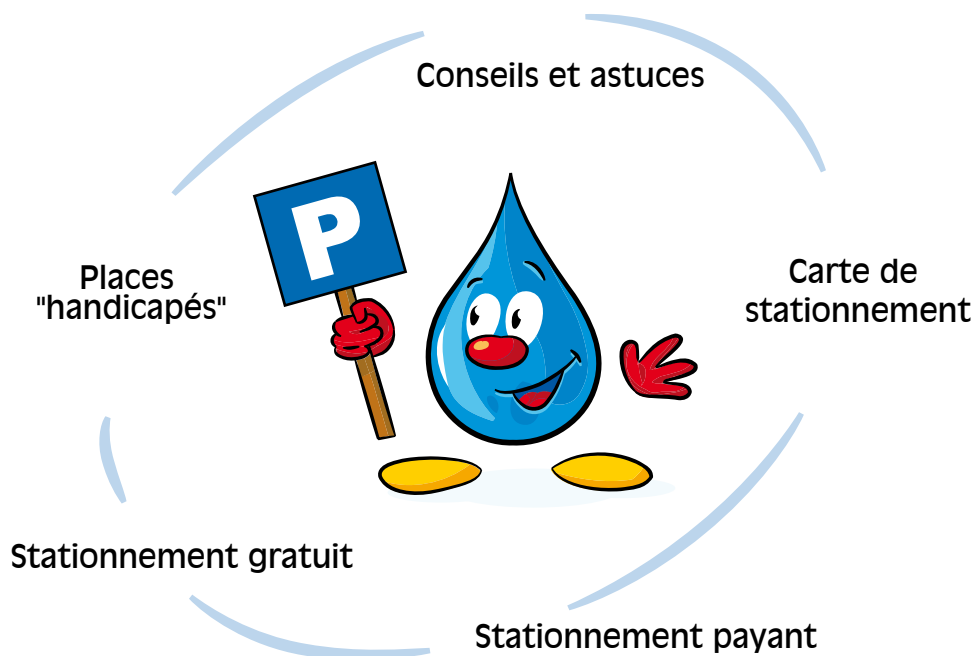 Conseils et astuces
P
Places
"handicapés"
Carte de
stationnement
Stationnement gratuit
Stationnement payant